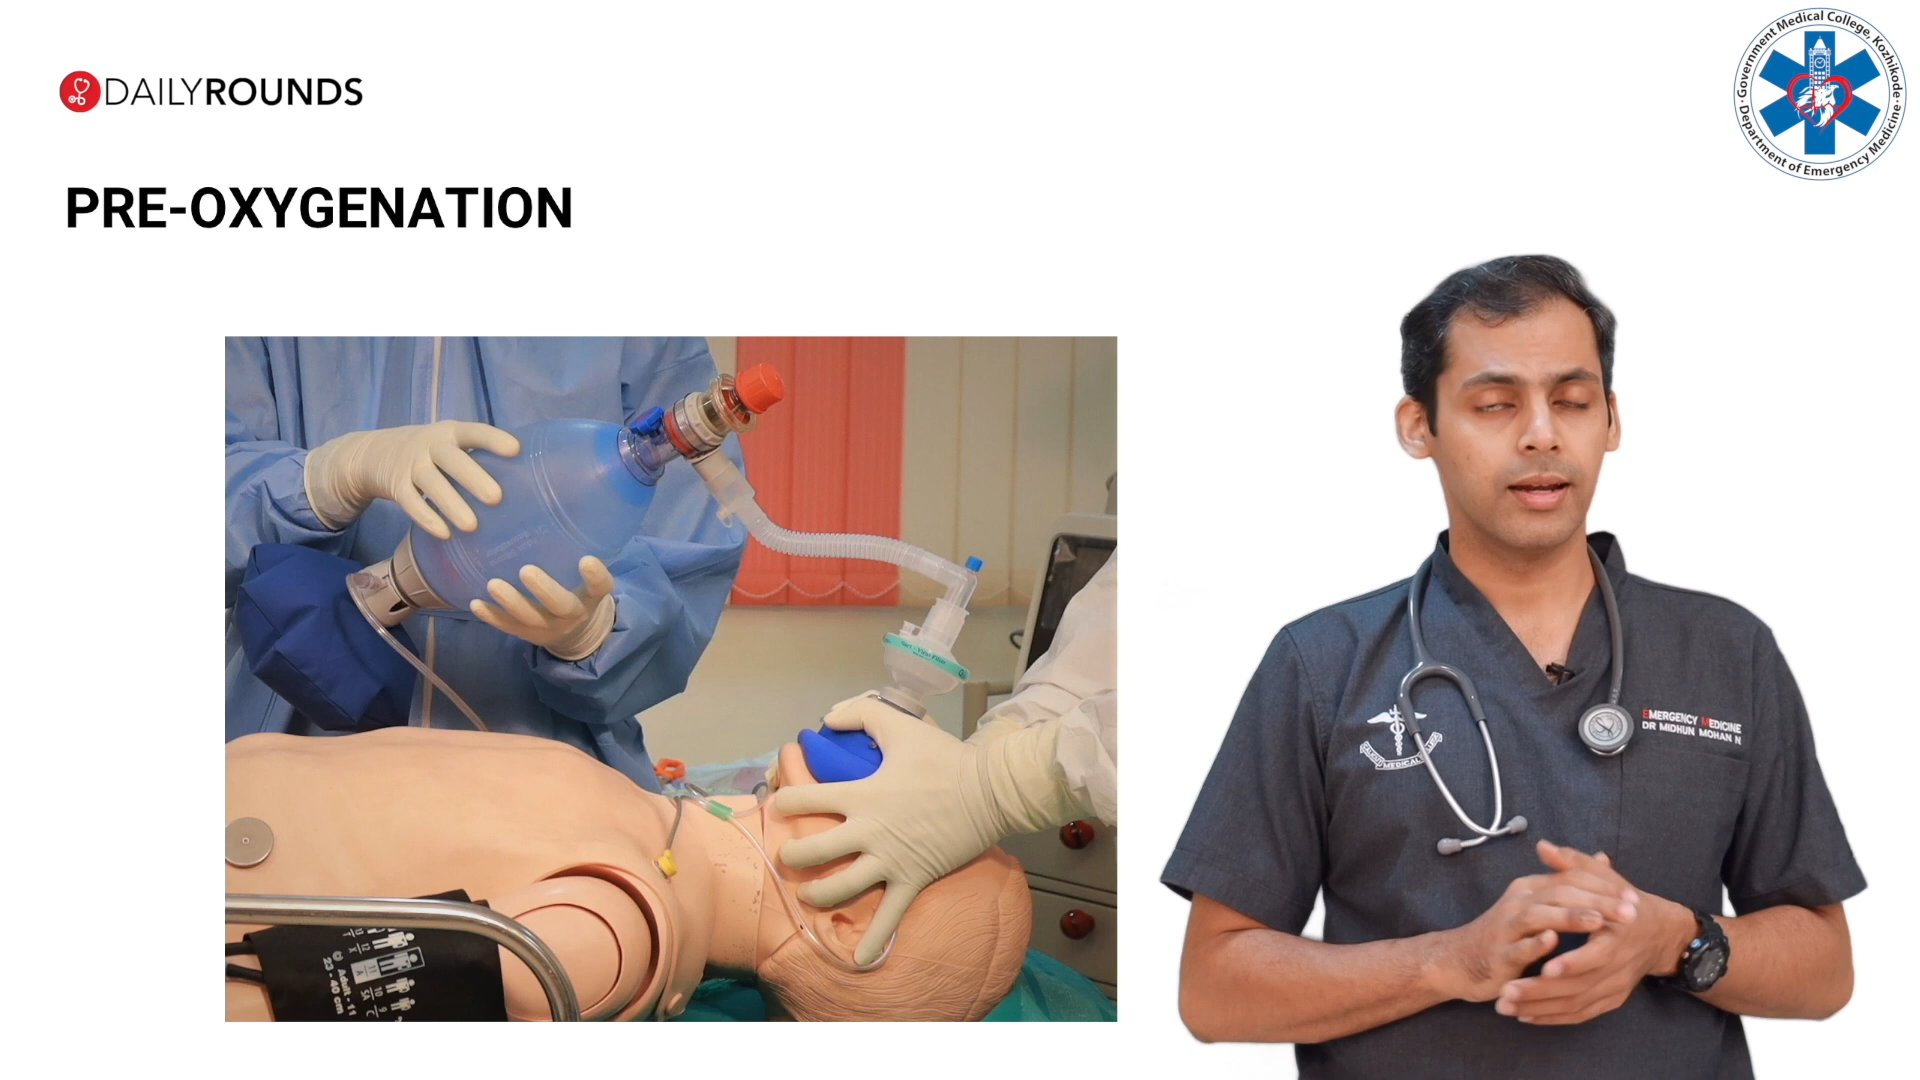 DAILYROUNDS
Government Medical College, Kozhikode
Department of Emergency Medicine
PRE-OXYGENATION
EMERGENCY MEDICINE
DR MIDHUN MOHAN N
MEDICAL
Adult - 11
23 - 40 cm